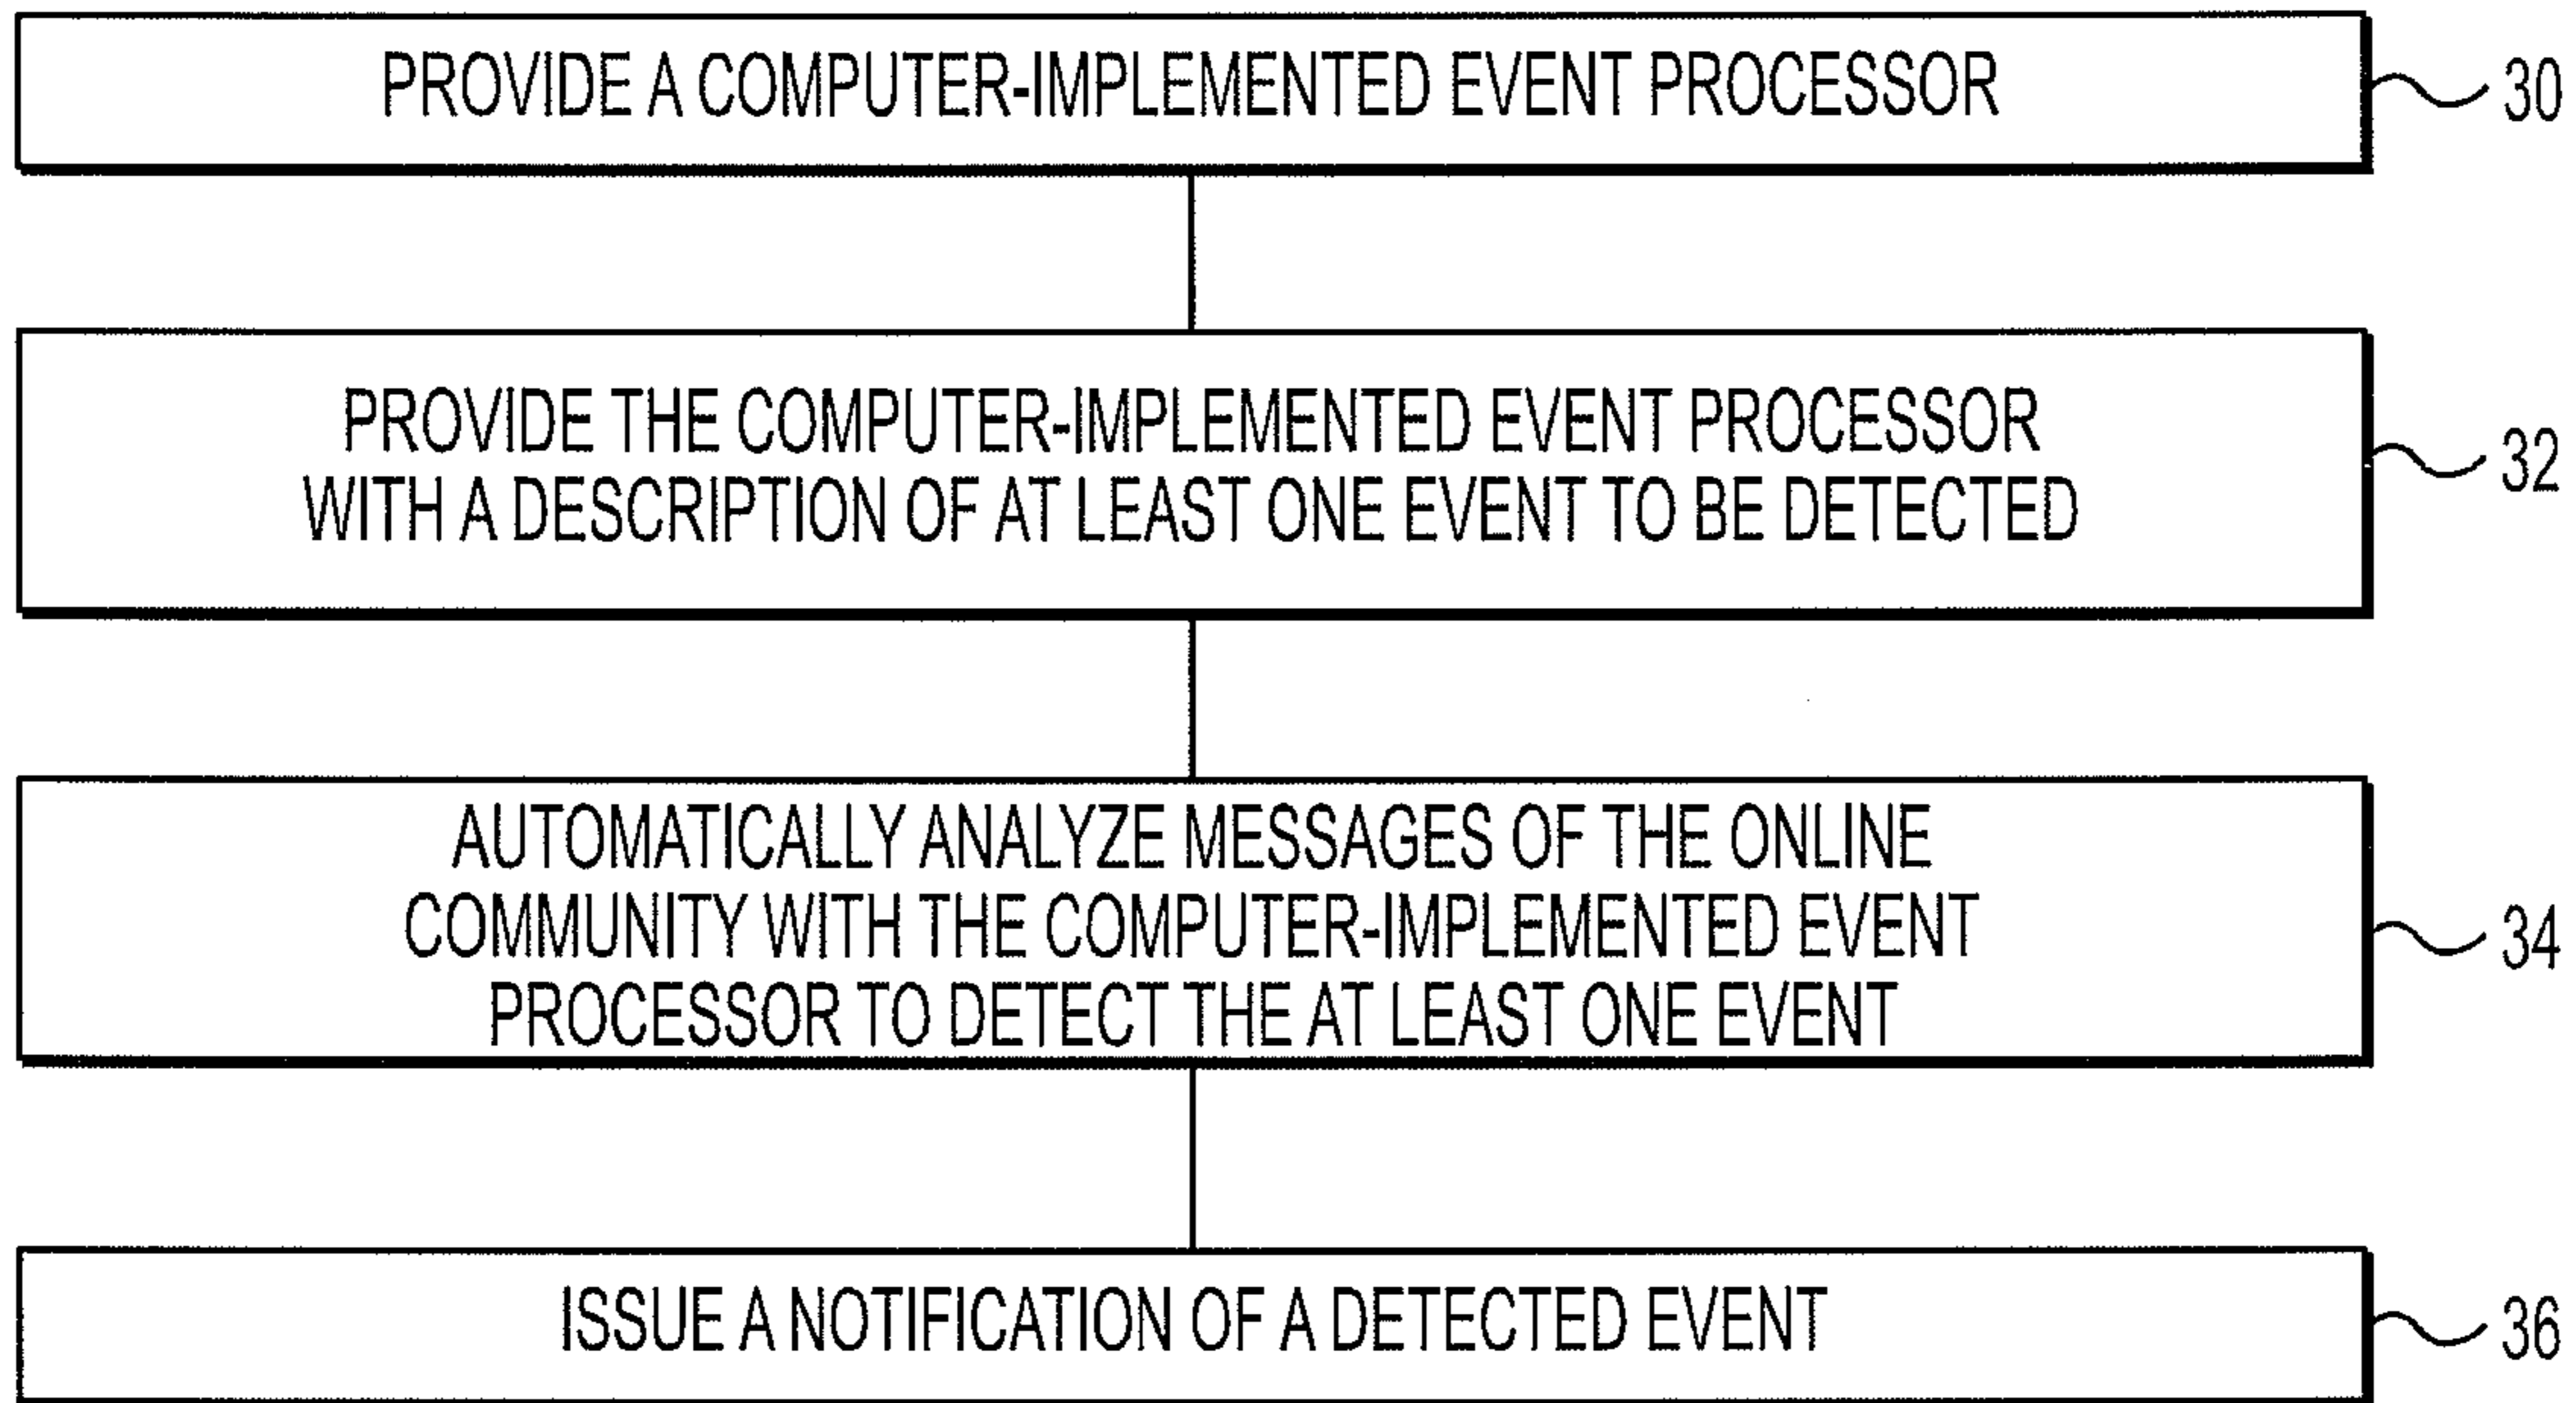 PROVIDE A COMPUTER-IMPLEMENTED EVENT PROCESSOR
30
PROVIDE THE COMPUTER-IMPLEMENTED EVENT PROCESSOR
WITH A DESCRIPTION OF AT LEAST ONE EVENT TO BE DETECTED
32
AUTOMATICALLY ANALYZE MESSAGES OF THE ONLINE
COMMUNITY WITH THE COMPUTER-IMPLEMENTED EVENT
PROCESSOR TO DETECT THE AT LEAST ONE EVENT
34
ISSUE A NOTIFICATION OF A DETECTED EVENT
36